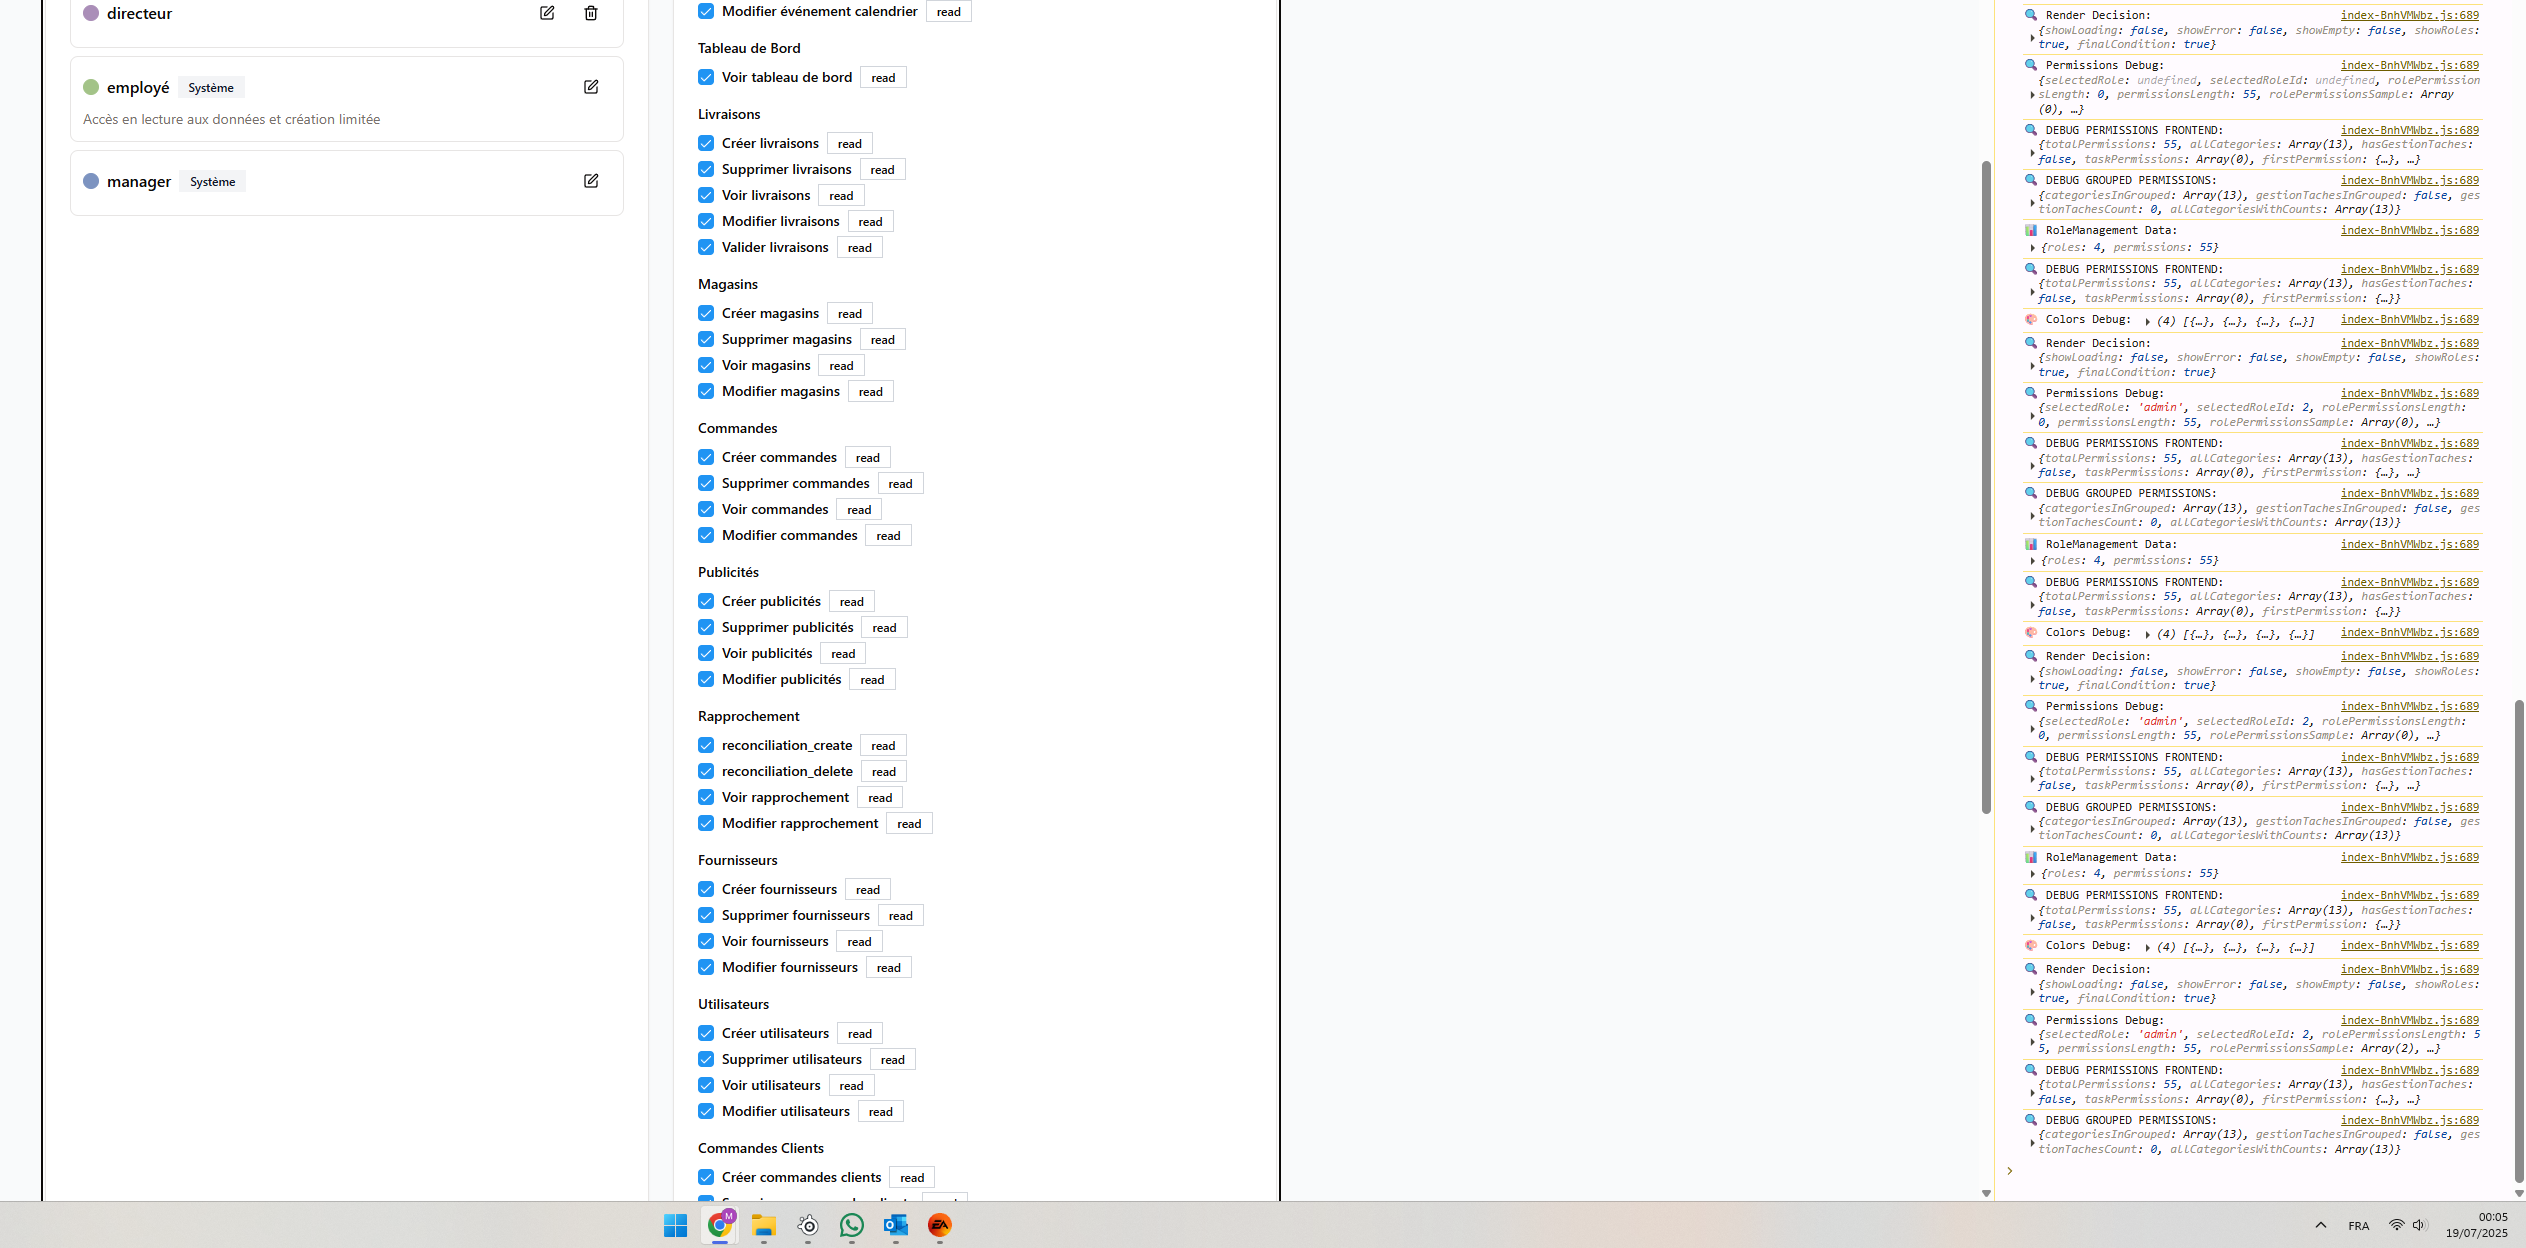 directeur
employé Système
Accès en lecture aux données et création limitée
manager Système
Modifier événement calendrier read
Tableau de Bord
Voir tableau de bord read
Livraisons
Créer livraisons read
Supprimer livraisons read
Voir livraisons read
Modifier livraisons read
Valider livraisons read
Magasins
Créer magasins read
Supprimer magasins read
Voir magasins read
Modifier magasins read
Commandes
Créer commandes read
Supprimer commandes read
Voir commandes read
Modifier commandes read
Publicités
Créer publicités read
Supprimer publicités read
Voir publicités read
Modifier publicités read
Rapprochement
reconciliation_create read
reconciliation_delete read
Voir rapprochement read
Modifier rapprochement read
Fournisseurs
Créer fournisseurs read
Supprimer fournisseurs read
Voir fournisseurs read
Modifier fournisseurs read
Utilisateurs
Créer utilisateurs read
Supprimer utilisateurs read
Voir utilisateurs read
Modifier utilisateurs read
Commandes Clients
Créer commandes clients read
Render Decision: index-BnhVMWbz.js:689
{showLoading: false, showError: false, showEmpty: false, showRoles:
true, finalCondition: true}
Permissions Debug: index-BnhVMWbz.js:689
{selectedRole: undefined, selectedRoleId: undefined, rolePermission
sLength: 0, permissionsLength: 55, rolePermissionsSample: Array
(0), …}
DEBUG PERMISSIONS FRONTEND: index-BnhVMWbz.js:689
{totalPermissions: 55, allCategories: Array(13), hasGestionTaches:
false, taskPermissions: Array(0), firstPermission: {…}, …}
DEBUG GROUPED PERMISSIONS: index-BnhVMWbz.js:689
{categoriesInGrouped: Array(13), gestionTachesInGrouped: false, ges
tionTachesCount: 0, allCategoriesWithCounts: Array(13)}
RoleManagement Data: index-BnhVMWbz.js:689
{roles: 4, permissions: 55}
DEBUG PERMISSIONS FRONTEND: index-BnhVMWbz.js:689
{totalPermissions: 55, allCategories: Array(13), hasGestionTaches:
false, taskPermissions: Array(0), firstPermission: {…}}
Colors Debug: (4) [{…}, {…}, {…}, {…}] index-BnhVMWbz.js:689
Render Decision: index-BnhVMWbz.js:689
{showLoading: false, showError: false, showEmpty: false, showRoles:
true, finalCondition: true}
Permissions Debug: index-BnhVMWbz.js:689
{selectedRole: 'admin', selectedRoleId: 2, rolePermissionsLength:
0, permissionsLength: 55, rolePermissionsSample: Array(0), …}
DEBUG PERMISSIONS FRONTEND: index-BnhVMWbz.js:689
{totalPermissions: 55, allCategories: Array(13), hasGestionTaches:
false, taskPermissions: Array(0), firstPermission: {…}, …}
DEBUG GROUPED PERMISSIONS: index-BnhVMWbz.js:689
{categoriesInGrouped: Array(13), gestionTachesInGrouped: false, ges
tionTachesCount: 0, allCategoriesWithCounts: Array(13)}
RoleManagement Data: index-BnhVMWbz.js:689
{roles: 4, permissions: 55}
DEBUG PERMISSIONS FRONTEND: index-BnhVMWbz.js:689
{totalPermissions: 55, allCategories: Array(13), hasGestionTaches:
false, taskPermissions: Array(0), firstPermission: {…}}
Colors Debug: (4) [{…}, {…}, {…}, {…}] index-BnhVMWbz.js:689
Render Decision: index-BnhVMWbz.js:689
{showLoading: false, showError: false, showEmpty: false, showRoles:
true, finalCondition: true}
Permissions Debug: index-BnhVMWbz.js:689
{selectedRole: 'admin', selectedRoleId: 2, rolePermissionsLength:
0, permissionsLength: 55, rolePermissionsSample: Array(0), …}
DEBUG PERMISSIONS FRONTEND: index-BnhVMWbz.js:689
{totalPermissions: 55, allCategories: Array(13), hasGestionTaches:
false, taskPermissions: Array(0), firstPermission: {…}, …}
DEBUG GROUPED PERMISSIONS: index-BnhVMWbz.js:689
{categoriesInGrouped: Array(13), gestionTachesInGrouped: false, ges
tionTachesCount: 0, allCategoriesWithCounts: Array(13)}
RoleManagement Data: index-BnhVMWbz.js:689
{roles: 4, permissions: 55}
DEBUG PERMISSIONS FRONTEND: index-BnhVMWbz.js:689
{totalPermissions: 55, allCategories: Array(13), hasGestionTaches:
false, taskPermissions: Array(0), firstPermission: {…}}
Colors Debug: (4) [{…}, {…}, {…}, {…}] index-BnhVMWbz.js:689
Render Decision: index-BnhVMWbz.js:689
{showLoading: false, showError: false, showEmpty: false, showRoles:
true, finalCondition: true}
Permissions Debug: index-BnhVMWbz.js:689
{selectedRole: 'admin', selectedRoleId: 2, rolePermissionsLength: 5
5, permissionsLength: 55, rolePermissionsSample: Array(2), …}
DEBUG PERMISSIONS FRONTEND: index-BnhVMWbz.js:689
{totalPermissions: 55, allCategories: Array(13), hasGestionTaches:
false, taskPermissions: Array(0), firstPermission: {…}, …}
DEBUG GROUPED PERMISSIONS: index-BnhVMWbz.js:689
{categoriesInGrouped: Array(13), gestionTachesInGrouped: false, ges
tionTachesCount: 0, allCategoriesWithCounts: Array(13)}
M
EA
FRA
00:05
19/07/2025